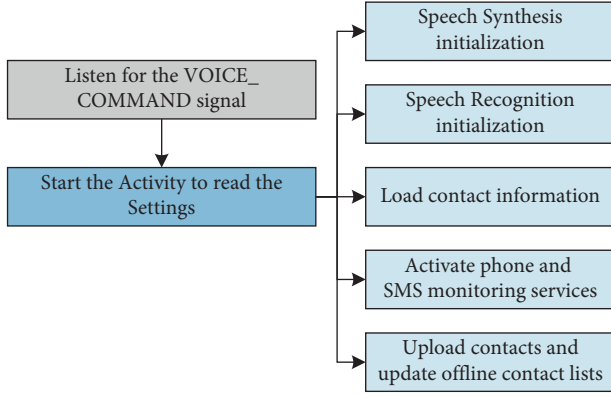 Listen for the VOICE_
COMMAND signal
Start the Activity to read the
Settings
Speech Synthesis
initialization
Speech Recognition
initialization
Load contact information
Activate phone and
SMS monitoring services
Upload contacts and
update offline contact lists